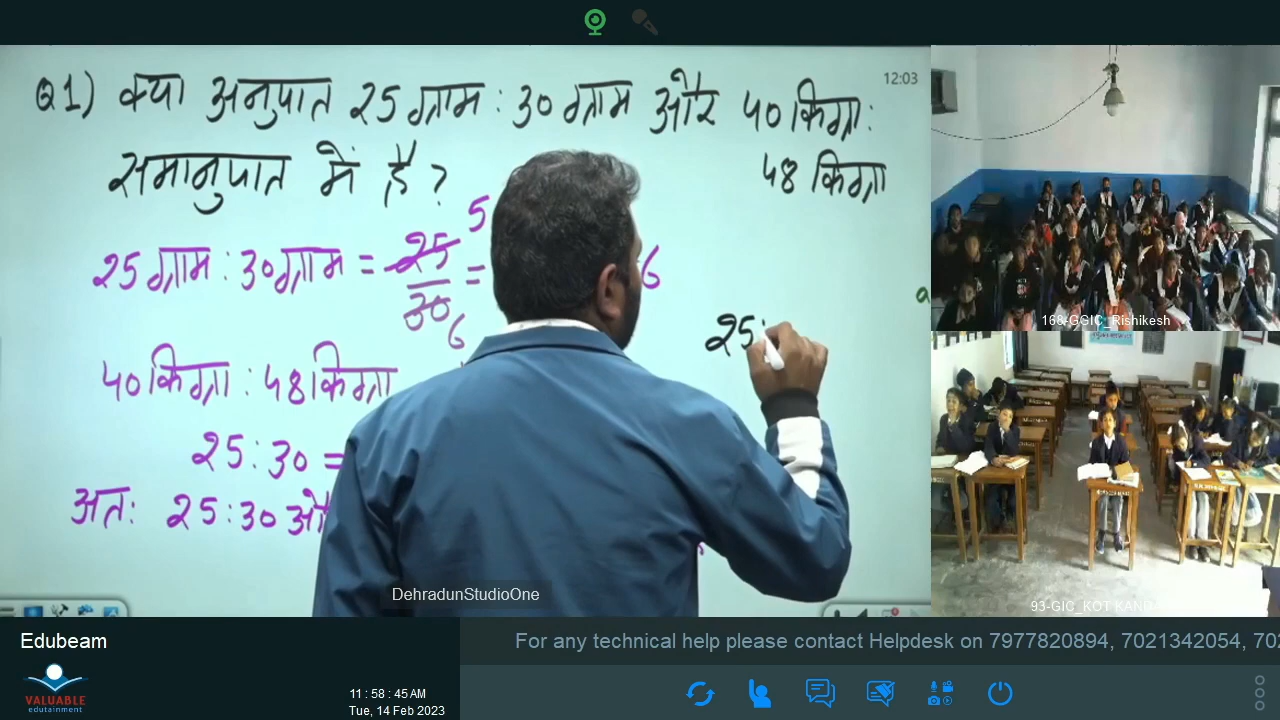 12:03
Q1) क्या अनुपात 25 ग्राम : 30 ग्राम और 40 किग्रा :
48 किग्रा
समानुपात में है ?
25 ग्राम : 30 ग्राम = 25/30 =
5
6
6
25:
40 किग्रा : 48 किग्रा
25 : 30 =
अतः 25 : 30 औ
DehradunStudioOne
168-GGIC_Rishikesh
93-GIC_KOT
Edubeam
For any technical help please contact Helpdesk on 7977820894, 7021342054, 702
VALUABLE
edutainment
11 : 58 : 45 AM
Tue, 14 Feb 2023